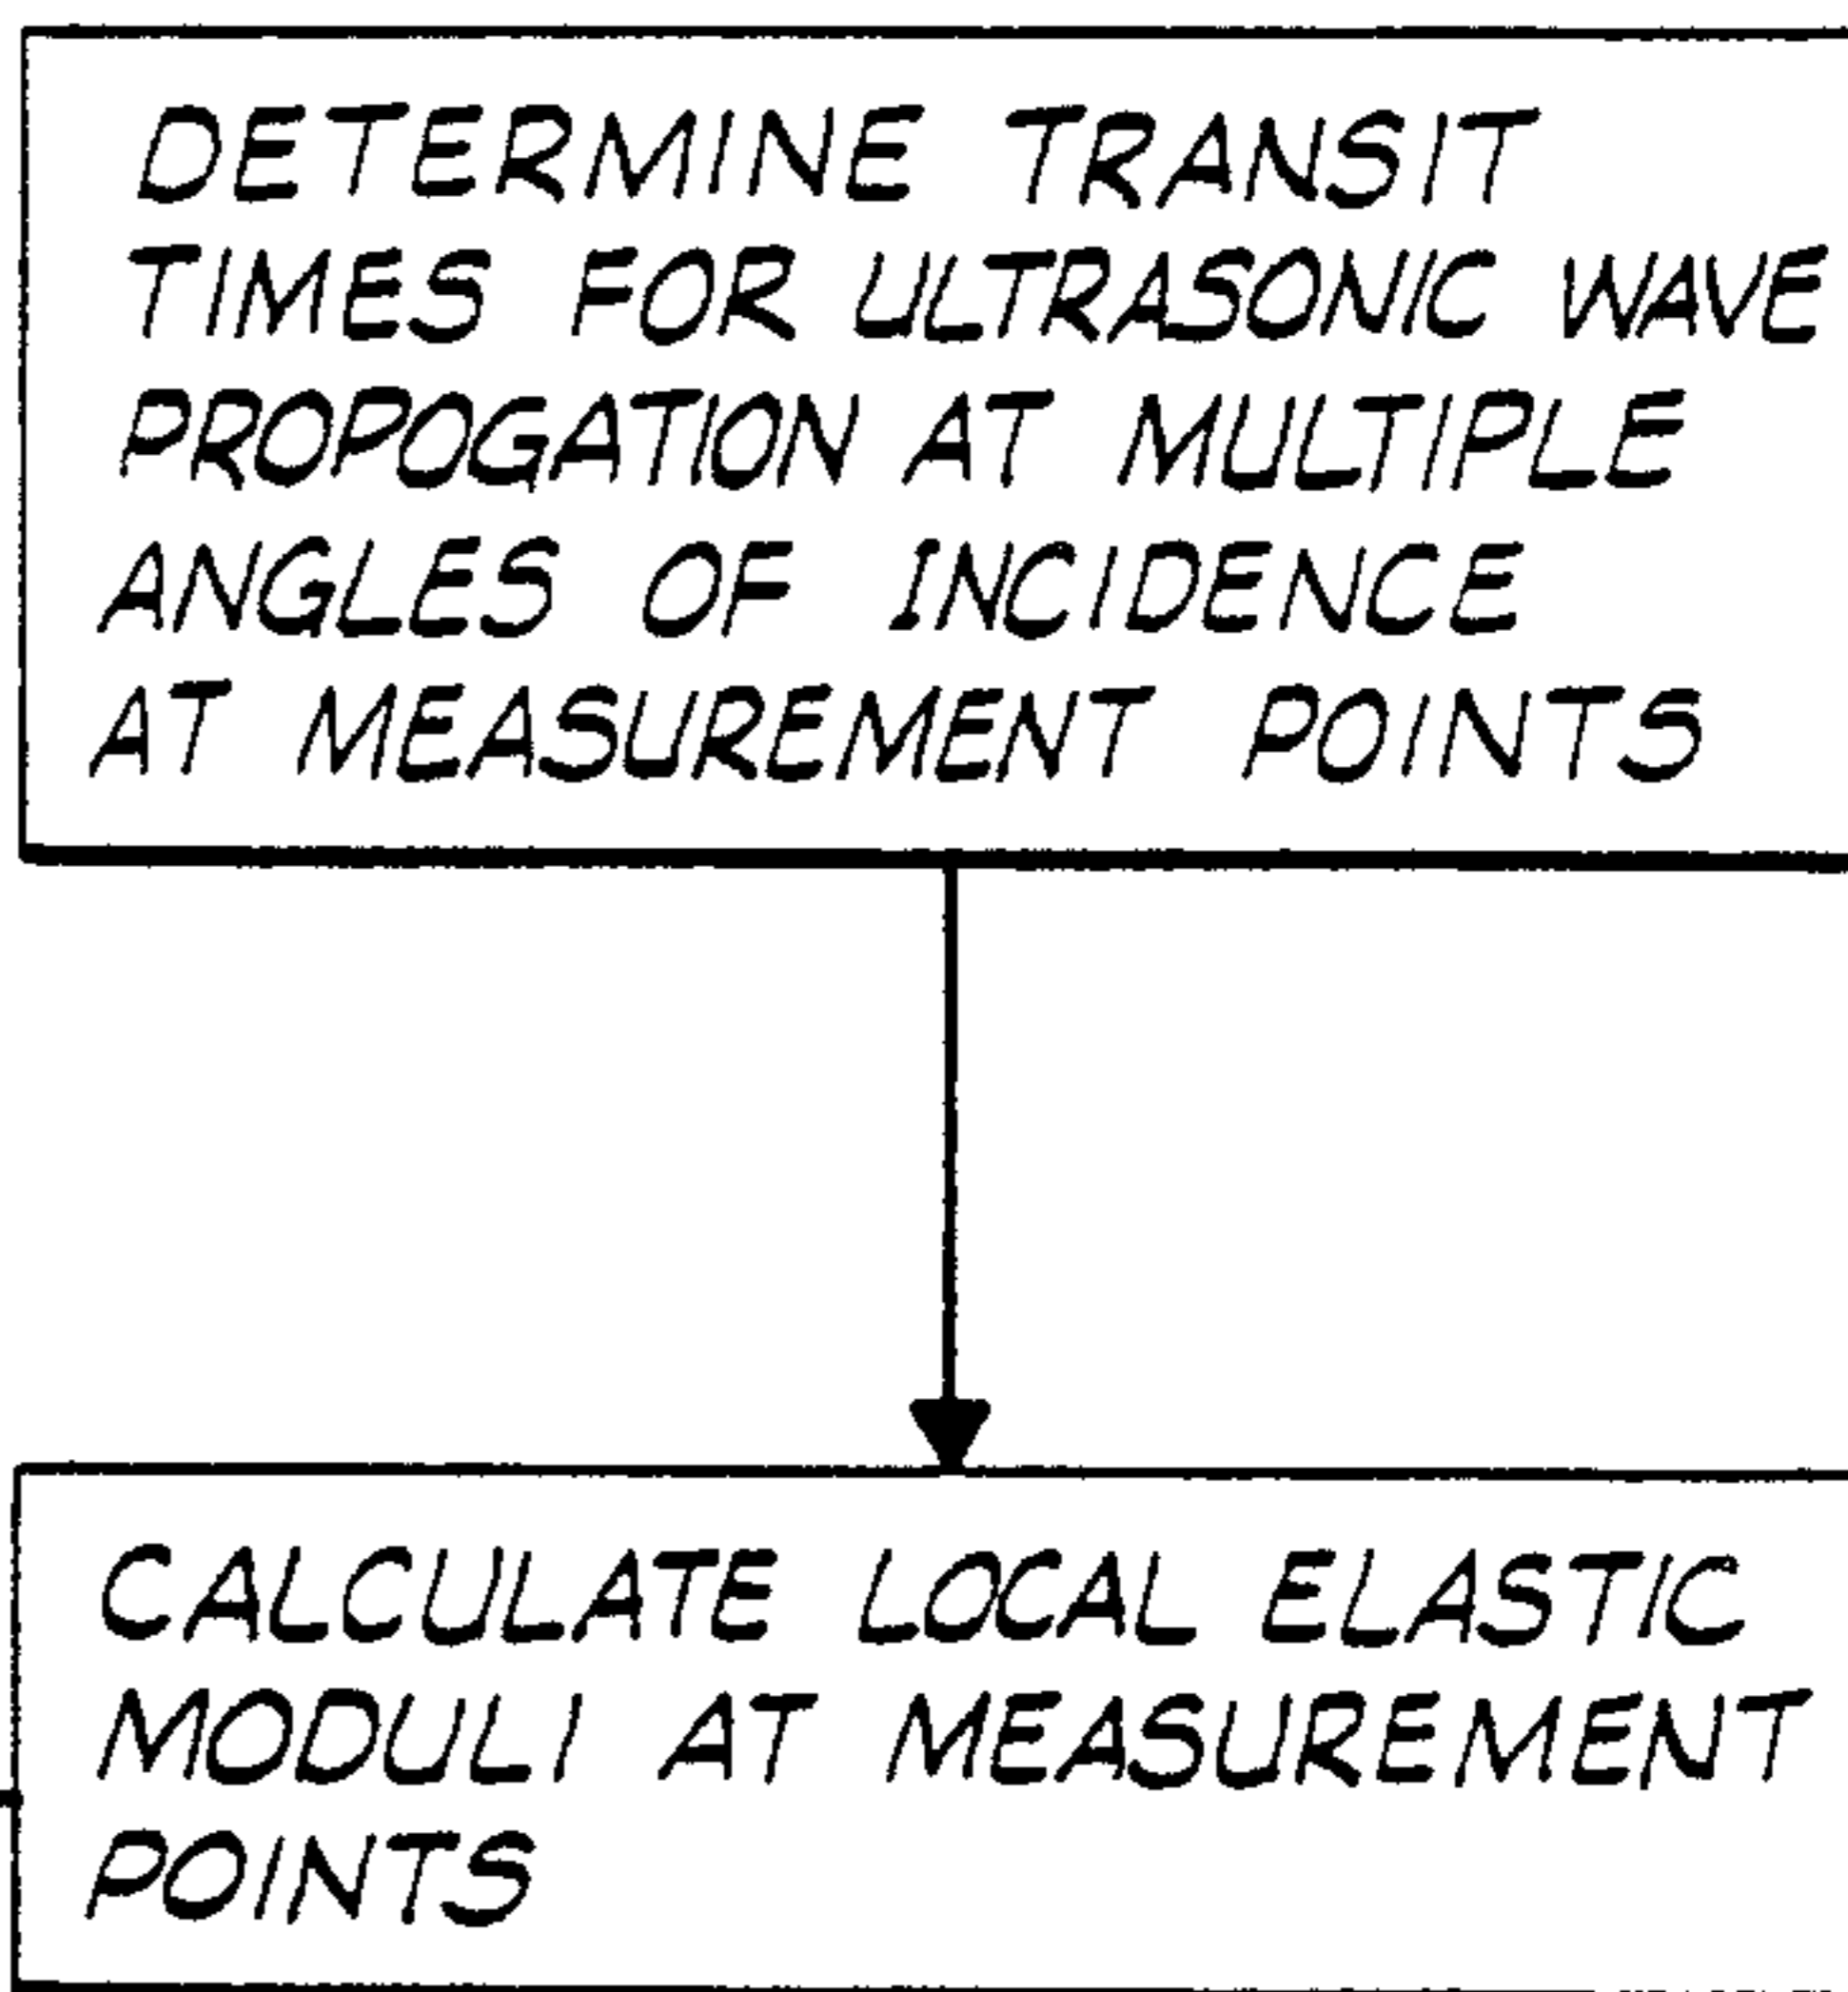 DETERMINE TRANSIT
TIMES FOR ULTRASONIC WAVE
PROPOGATION AT MULTIPLE
ANGLES OF INCIDENCE
AT MEASUREMENT POINTS
CALCULATE LOCAL ELASTIC
MODULI AT MEASUREMENT
POINTS